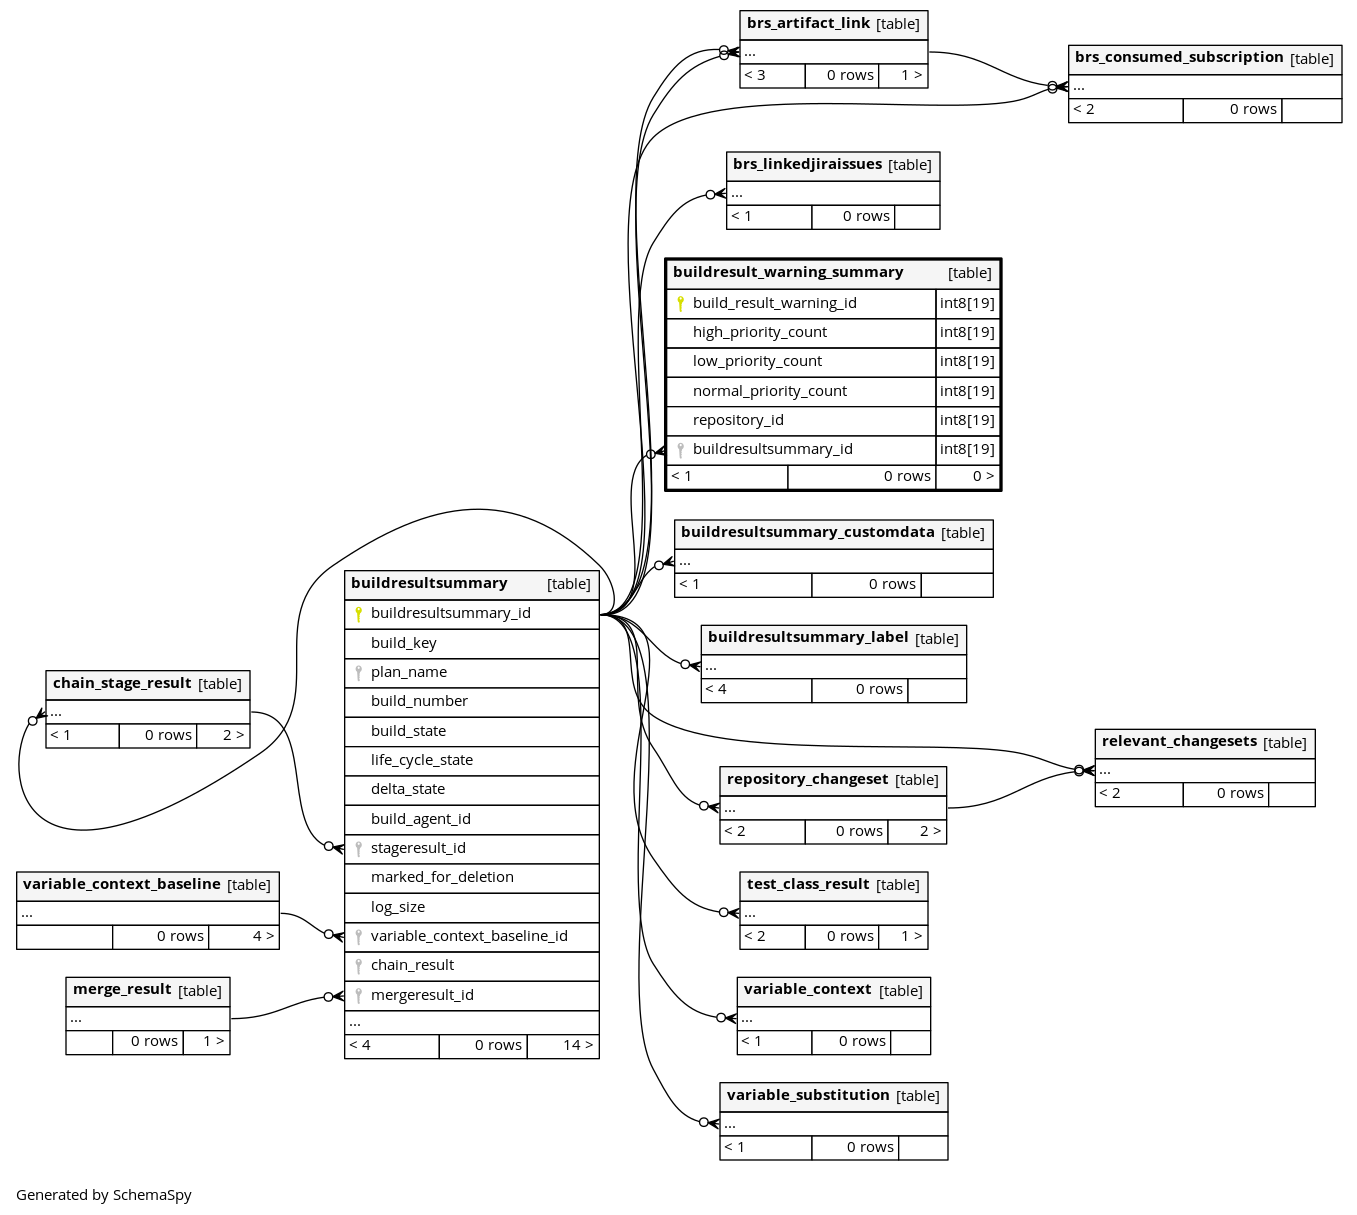 brs_artifact_link [table]
...
< 3 0 rows 1 >
brs_consumed_subscription [table]
...
< 2 0 rows
brs_linkedjiraissues [table]
...
< 1 0 rows
buildresult_warning_summary [table]
build_result_warning_id int8[19]
high_priority_count int8[19]
low_priority_count int8[19]
normal_priority_count int8[19]
repository_id int8[19]
buildresultsummary_id int8[19]
< 1 0 rows 0 >
buildresultsummary_customdata [table]
...
< 1 0 rows
buildresultsummary [table]
buildresultsummary_id
build_key
plan_name
build_number
build_state
life_cycle_state
delta_state
build_agent_id
stageresult_id
marked_for_deletion
log_size
variable_context_baseline_id
chain_result
mergeresult_id
...
< 4 0 rows 14 >
buildresultsummary_label [table]
...
< 4 0 rows
chain_stage_result [table]
...
< 1 0 rows 2 >
relevant_changesets [table]
...
< 2 0 rows
repository_changeset [table]
...
< 2 0 rows 2 >
variable_context_baseline [table]
...
0 rows 4 >
test_class_result [table]
...
< 2 0 rows 1 >
merge_result [table]
...
0 rows 1 >
variable_context [table]
...
< 1 0 rows
variable_substitution [table]
...
< 1 0 rows
Generated by SchemaSpy